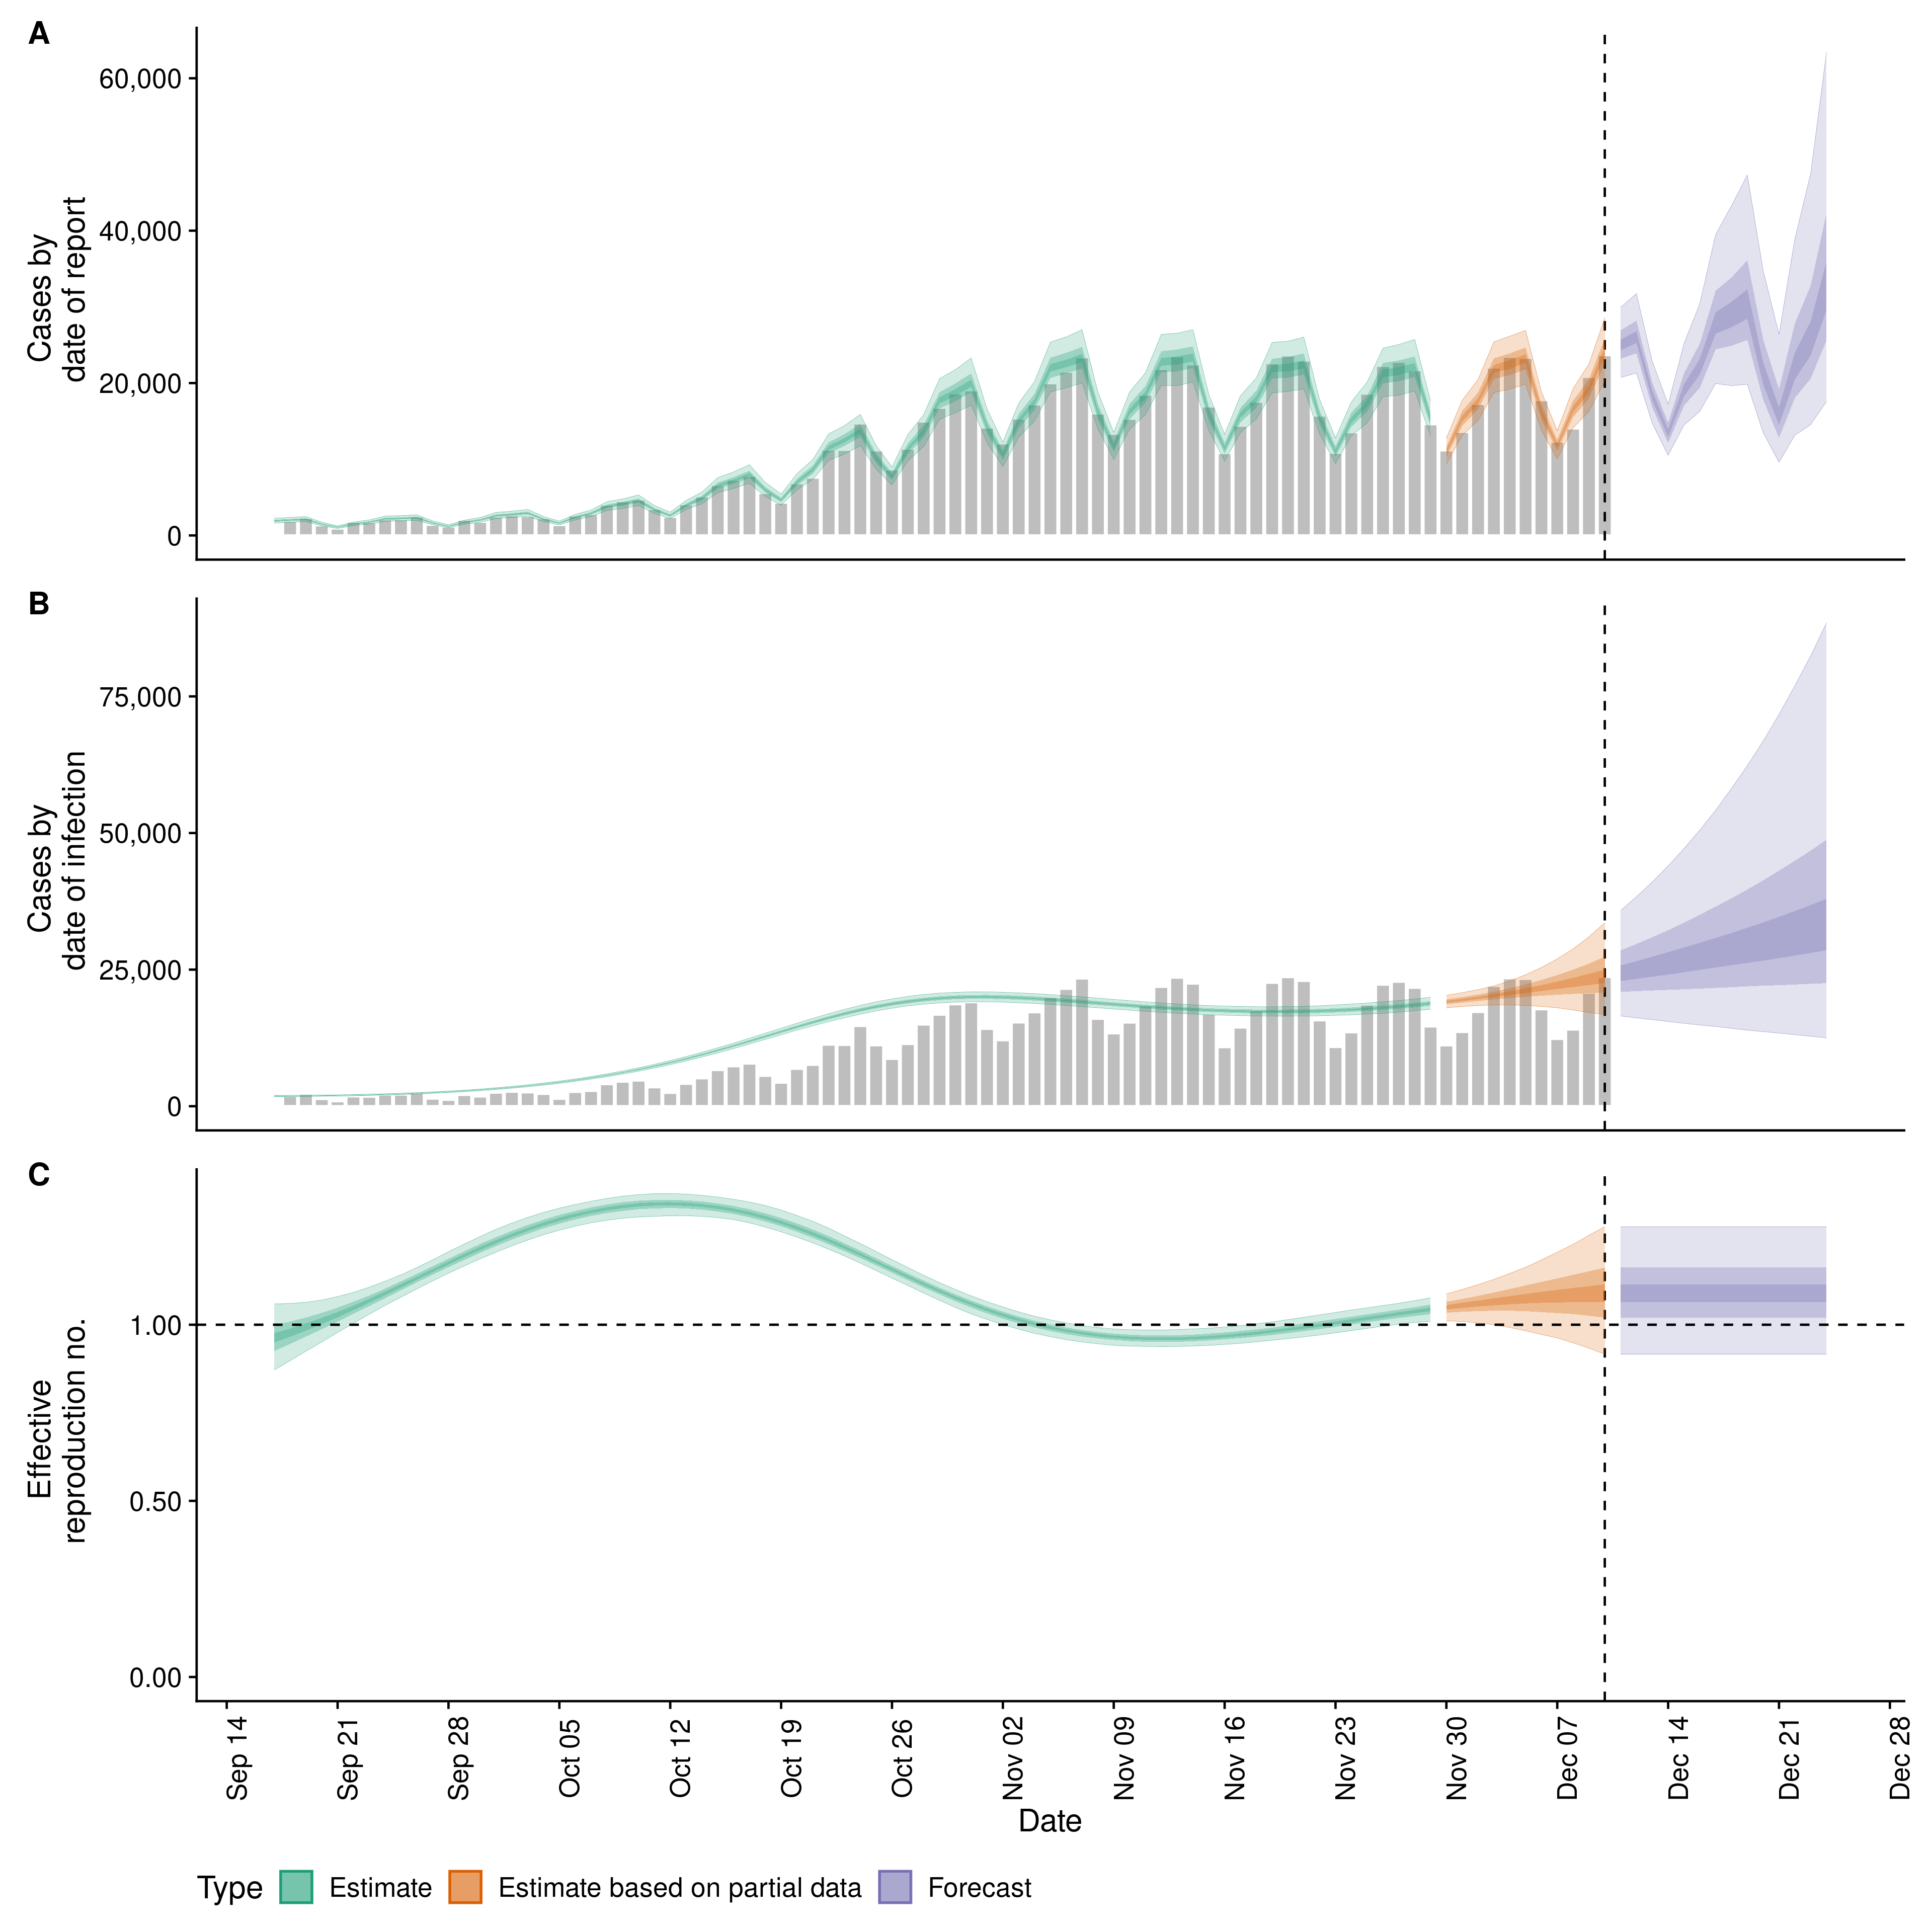 A
60,000
40,000
20,000
0
Cases by
date of report
B
75,000
50,000
25,000
0
Cases by
date of infection
C
1.00
0.50
0.00
Effective
reproduction no.
Sep 14
Sep 21
Sep 28
Oct 05
Oct 12
Oct 19
Oct 26
Nov 02
Nov 09
Nov 16
Nov 23
Nov 30
Dec 07
Dec 14
Dec 21
Dec 28
Date
Type Estimate Estimate based on partial data Forecast